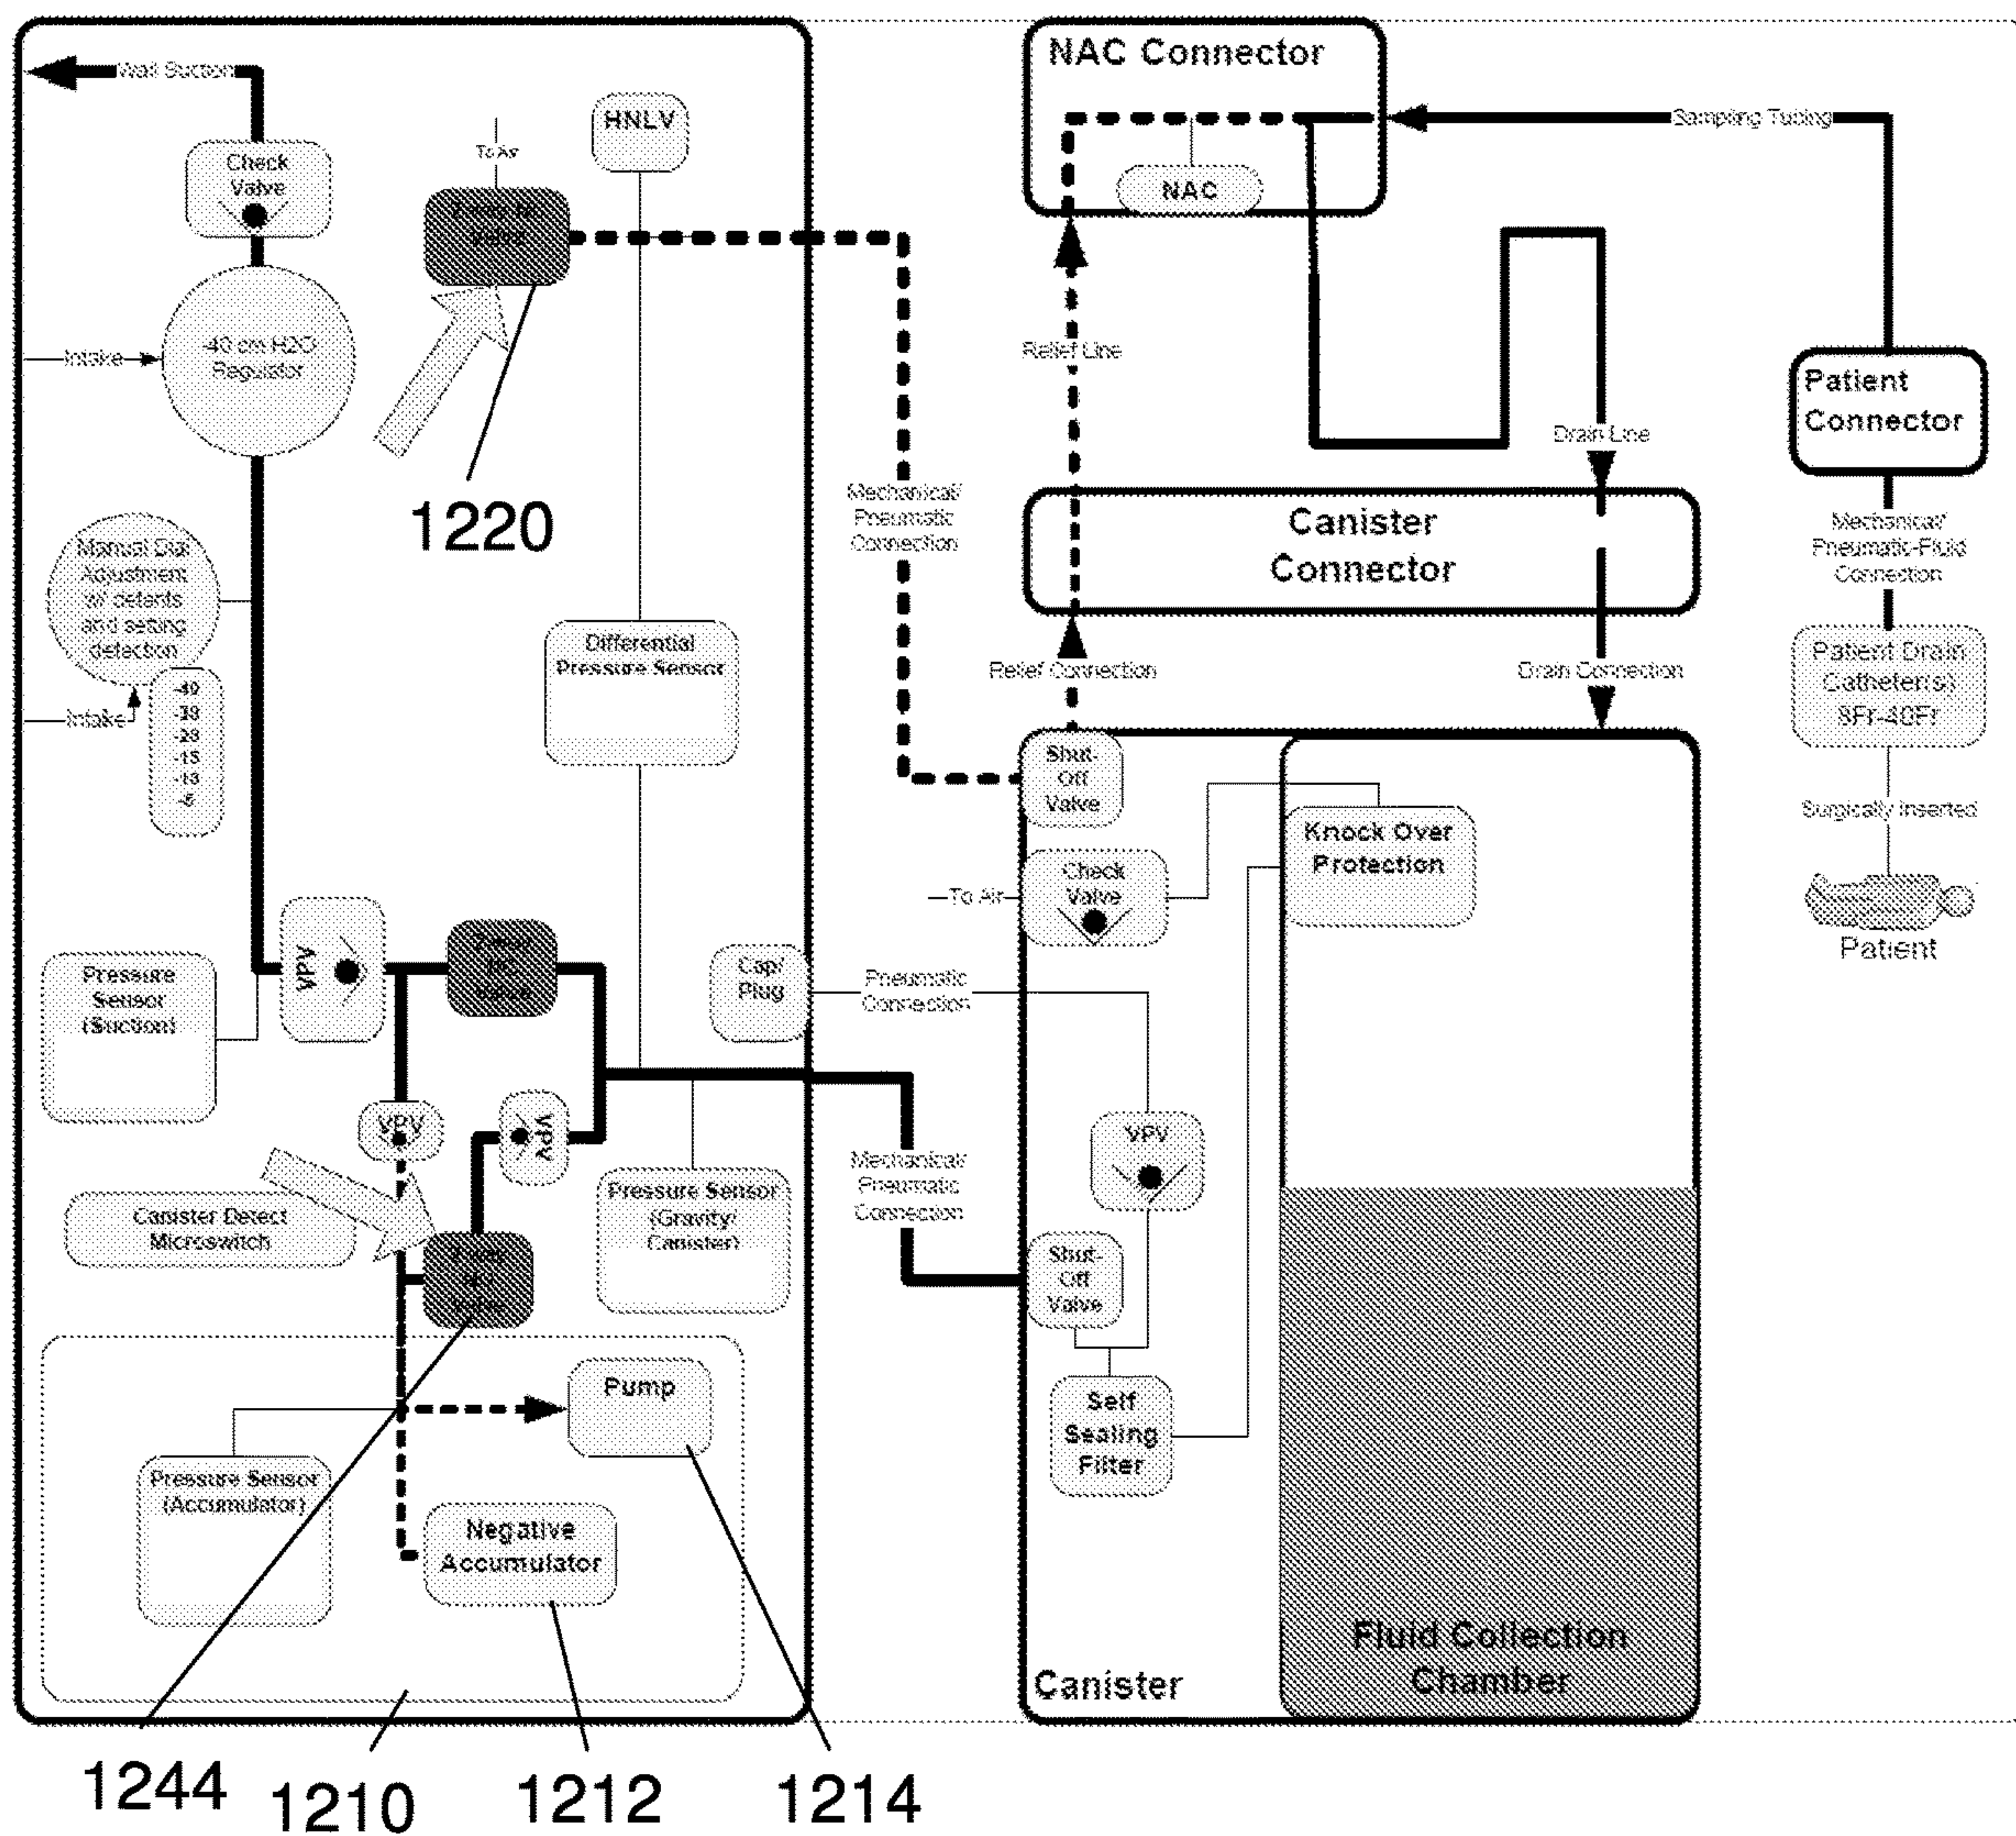 Wall Suction
Check
Valve
To Air
HNLV
Valve
-40 cm H2O
Regulator
Intake
1220
Manual Dial
Adjustment
w/ detents
and setting
detection
-40
-20
-15
Intake
Differential
Pressure Sensor
Mechanical/
Pneumatic
Connection
NAC Connector
NAC
Sampling Tubing
Relief Line
Drain Line
Patient
Connector
Canister
Connector
Mechanical/
Pneumatic-Fluid
Connection
Relief Connection
Drain Connection
Patient Drain
Catheter(s)
8Fr-40Fr
Surgically Inserted
Patient
Shut-
Off
Valve
Knock Over
Protection
To Air
Check
Valve
Pressure
Sensor
(Suction)
VPV
Valve
Cap/
Plug
Pneumatic
Connection
VPV
VPV
VPV
Canister Detect
Microswitch
Valve
Pressure Sensor
(Gravity/
Canister)
Mechanical/
Pneumatic
Connection
Shut-
Off
Valve
Self
Sealing
Filter
Pump
Pressure Sensor
(Accumulator)
Negative
Accumulator
Canister
Fluid Collection
Chamber
1244
1210
1212
1214